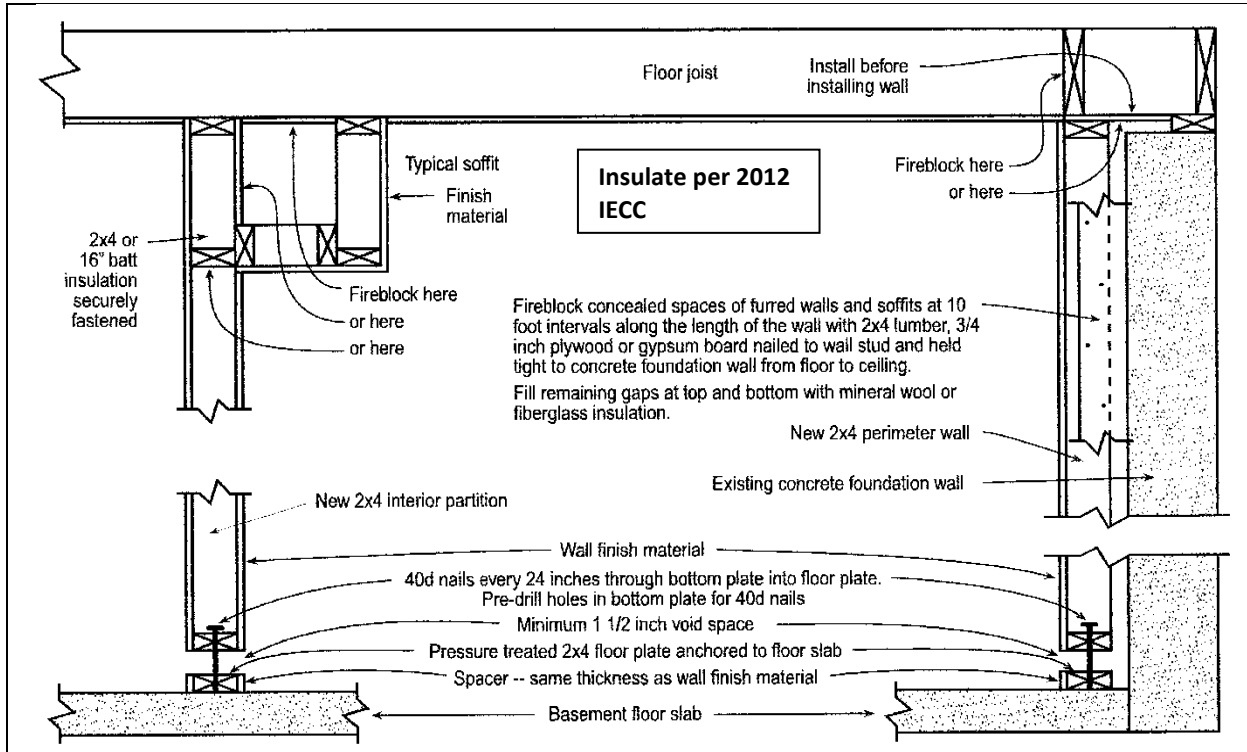 Floor joist
Install before
installing wall
Typical soffit
Finish
material
Insulate per 2012
IECC
Fireblock here
or here
2x4 or
16" batt
insulation
securely
fastened
Fireblock here
or here
or here
Fireblock concealed spaces of furred walls and soffits at 10
foot intervals along the length of the wall with 2x4 lumber, 3/4
inch plywood or gypsum board nailed to wall stud and held
tight to concrete foundation wall from floor to ceiling.
Fill remaining gaps at top and bottom with mineral wool or
fiberglass insulation.
New 2x4 perimeter wall
Existing concrete foundation wall
New 2x4 interior partition
Wall finish material
40d nails every 24 inches through bottom plate into floor plate.
Pre-drill holes in bottom plate for 40d nails
Minimum 1 1/2 inch void space
Pressure treated 2x4 floor plate anchored to floor slab
Spacer -- same thickness as wall finish material
Basement floor slab